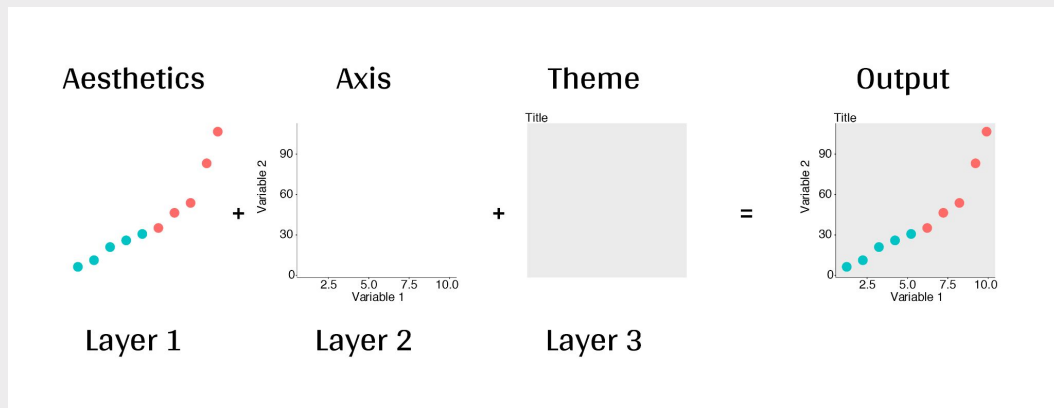 Aesthetics
Axis
Theme
Output
Title
Title
+
90
60
30
0
Variable 2
2.5 5.0 7.5 10.0
Variable 1
+
=
90
60
30
0
Variable 2
2.5 5.0 7.5 10.0
Variable 1
Layer 1
Layer 2
Layer 3